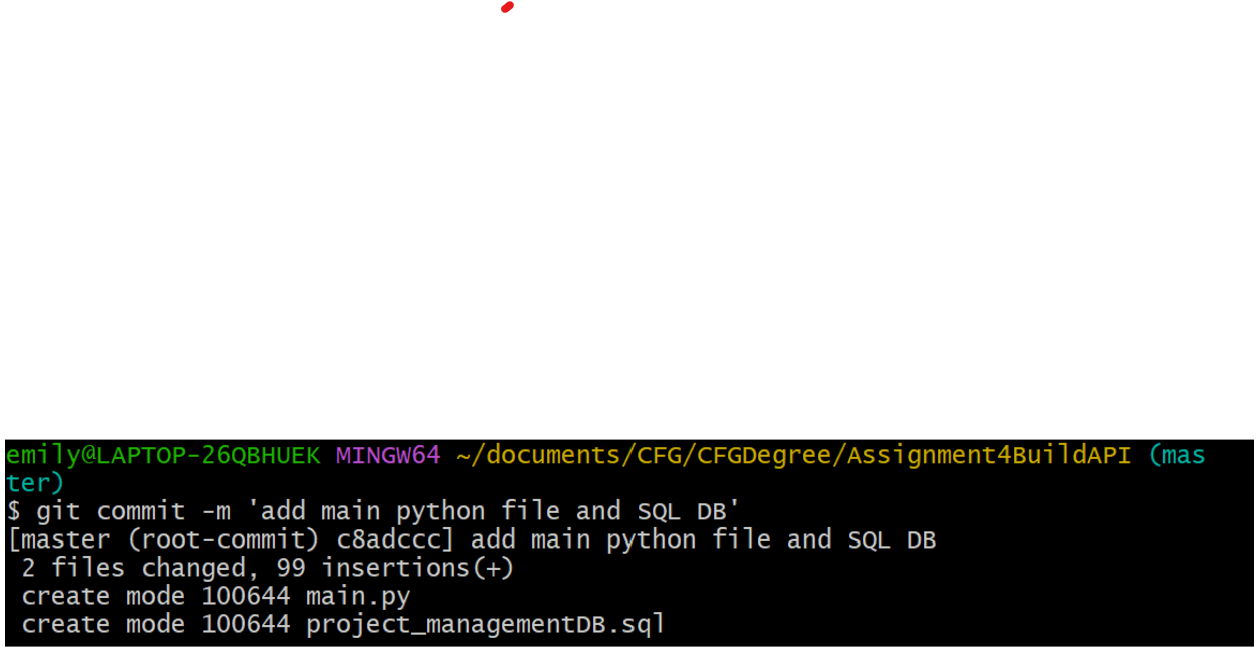 emily@LAPTOP-26QBHUEK MINGW64 ~/documents/CFG/CFGDegree/Assignment4BuildAPI (mas
ter)
$ git commit -m 'add main python file and SQL DB'
[master (root-commit) c8adccc] add main python file and SQL DB
 2 files changed, 99 insertions(+)
 create mode 100644 main.py
 create mode 100644 project_managementDB.sql